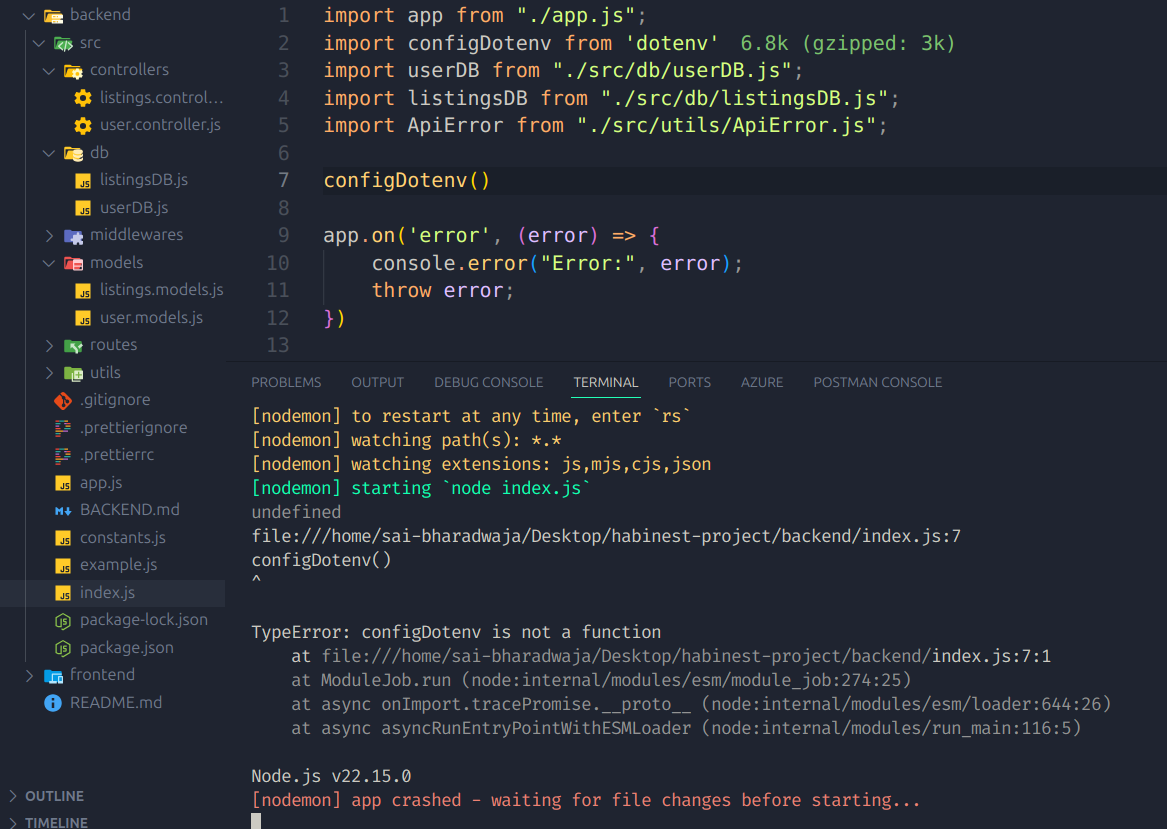 backend
src
controllers
listings.control...
user.controller.js
db
listingsDB.js
userDB.js
middlewares
models
listings.models.js
user.models.js
routes
utils
.gitignore
.prettierignore
.prettierrc
app.js
BACKEND.md
constants.js
example.js
index.js
package-lock.json
package.json
frontend
README.md
OUTLINE
TIMELINE
1 import app from "./app.js";
2 import configDotenv from 'dotenv' 6.8k (gzipped: 3k)
3 import userDB from "./src/db/userDB.js";
4 import listingsDB from "./src/db/listingsDB.js";
5 import ApiError from "./src/utils/ApiError.js";
6
7 configDotenv()
8
9 app.on('error', (error) => {
10 console.error("Error:", error);
11 throw error;
12 })
13
PROBLEMS OUTPUT DEBUG CONSOLE TERMINAL PORTS AZURE POSTMAN CONSOLE
[nodemon] to restart at any time, enter `rs`
[nodemon] watching path(s): *.*
[nodemon] watching extensions: js,mjs,cjs,json
[nodemon] starting `node index.js`
undefined
file:///home/sai-bharadwaja/Desktop/habinest-project/backend/index.js:7
configDotenv()
^
TypeError: configDotenv is not a function
at file:///home/sai-bharadwaja/Desktop/habinest-project/backend/index.js:7:1
at ModuleJob.run (node:internal/modules/esm/module_job:274:25)
at async onImport.tracePromise.__proto__ (node:internal/modules/esm/loader:644:26)
at async asyncRunEntryPointWithESMLoader (node:internal/modules/run_main:116:5)
Node.js v22.15.0
[nodemon] app crashed - waiting for file changes before starting...